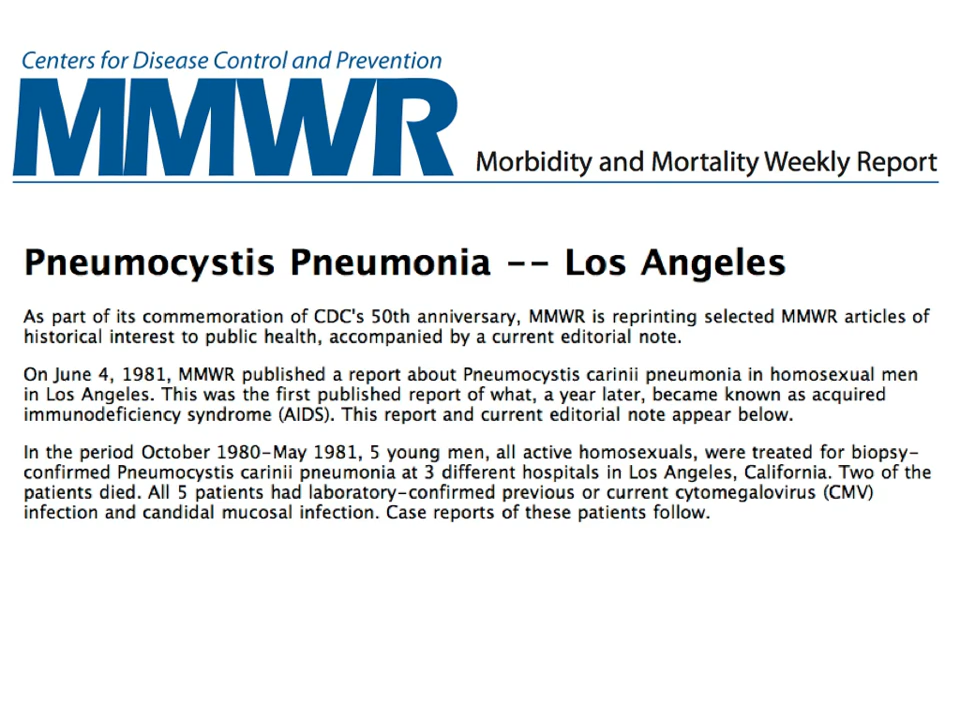 Centers for Disease Control and Prevention
MMWR
Morbidity and Mortality Weekly Report
Pneumocystis Pneumonia -- Los Angeles
As part of its commemoration of CDC's 50th anniversary, MMWR is reprinting selected MMWR articles of
historical interest to public health, accompanied by a current editorial note.
On June 4, 1981, MMWR published a report about Pneumocystis carinii pneumonia in homosexual men
in Los Angeles. This was the first published report of what, a year later, became known as acquired
immunodeficiency syndrome (AIDS). This report and current editorial note appear below.
In the period October 1980-May 1981, 5 young men, all active homosexuals, were treated for biopsy-
confirmed Pneumocystis carinii pneumonia at 3 different hospitals in Los Angeles, California. Two of the
patients died. All 5 patients had laboratory-confirmed previous or current cytomegalovirus (CMV)
infection and candidal mucosal infection. Case reports of these patients follow.